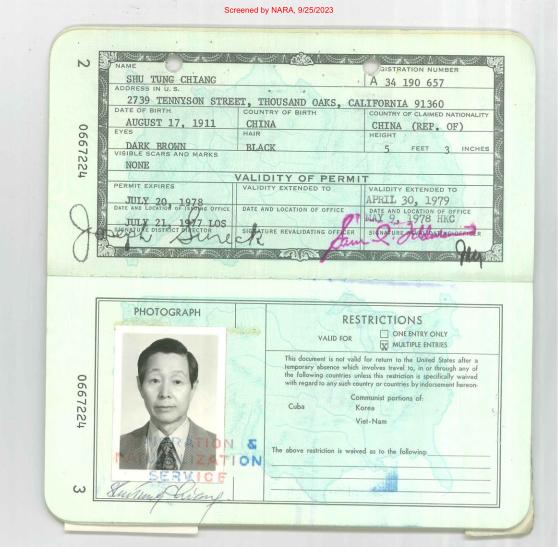 Screened by NARA, 9/25/2023
2
0667224
NAME
SHU TUNG CHIANG
GISTRATION NUMBER
A 34 190 657
ADDRESS IN U. S.
2739 TENNYSON STREET, THOUSAND OAKS, CALIFORNIA 91360
DATE OF BIRTH COUNTRY OF BIRTH COUNTRY OF CLAIMED NATIONALITY
AUGUST 17, 1911 CHINA CHINA (REP. OF)
EYES HAIR HEIGHT
DARK BROWN BLACK 5 FEET 3 INCHES
VISIBLE SCARS AND MARKS
NONE
VALIDITY OF PERMIT
PERMIT EXPIRES VALIDITY EXTENDED TO VALIDITY EXTENDED TO
JULY 20, 1978 APRIL 30, 1979
DATE AND LOCATION OF ISSUING OFFICE DATE AND LOCATION OF OFFICE DATE AND LOCATION OF OFFICE
JULY 21, 1977 LOS MAY 9, 1978 HKG
SIGNATURE DISTRICT DIRECTOR SIGNATURE REVALIDATING OFFICER SIGNATURE REVALIDATING OFFICER
Joseph Sureck
PHOTOGRAPH
RESTRICTIONS
VALID FOR
ONE ENTRY ONLY
MULTIPLE ENTRIES
This document is not valid for return to the United States after a
temporary absence which involves travel to, in or through any of
the following countries unless this restriction is specifically waived
with regard to any such country or countries by indorsement hereon:
Communist portions of:
Cuba Korea
Viet-Nam
The above restriction is waived as to the following
IMMIGRATION &
NATURALIZATION
SERVICE
Shu Tung Chiang
0667224
3